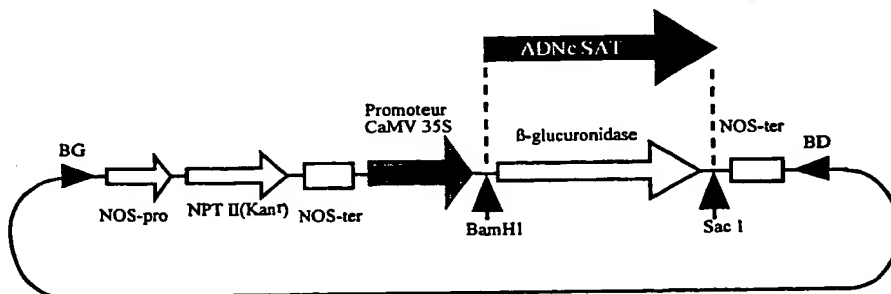 ADNc SAT
Promoteur
CaMV 35S
ß-glucuronidase
NOS-ter
BG
BD
NOS-pro
NPT II(Kanr)
NOS-ter
BamH1
Sac 1